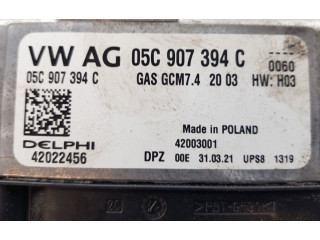 VW AG 05C 907 394 C
05C 907 394 C GAS GCM7.4 20 03 0060
HW: H03
Made in POLAND
DELPHI 42003001
42022456 DPZ 00E 31.03.21 UPS8 1319